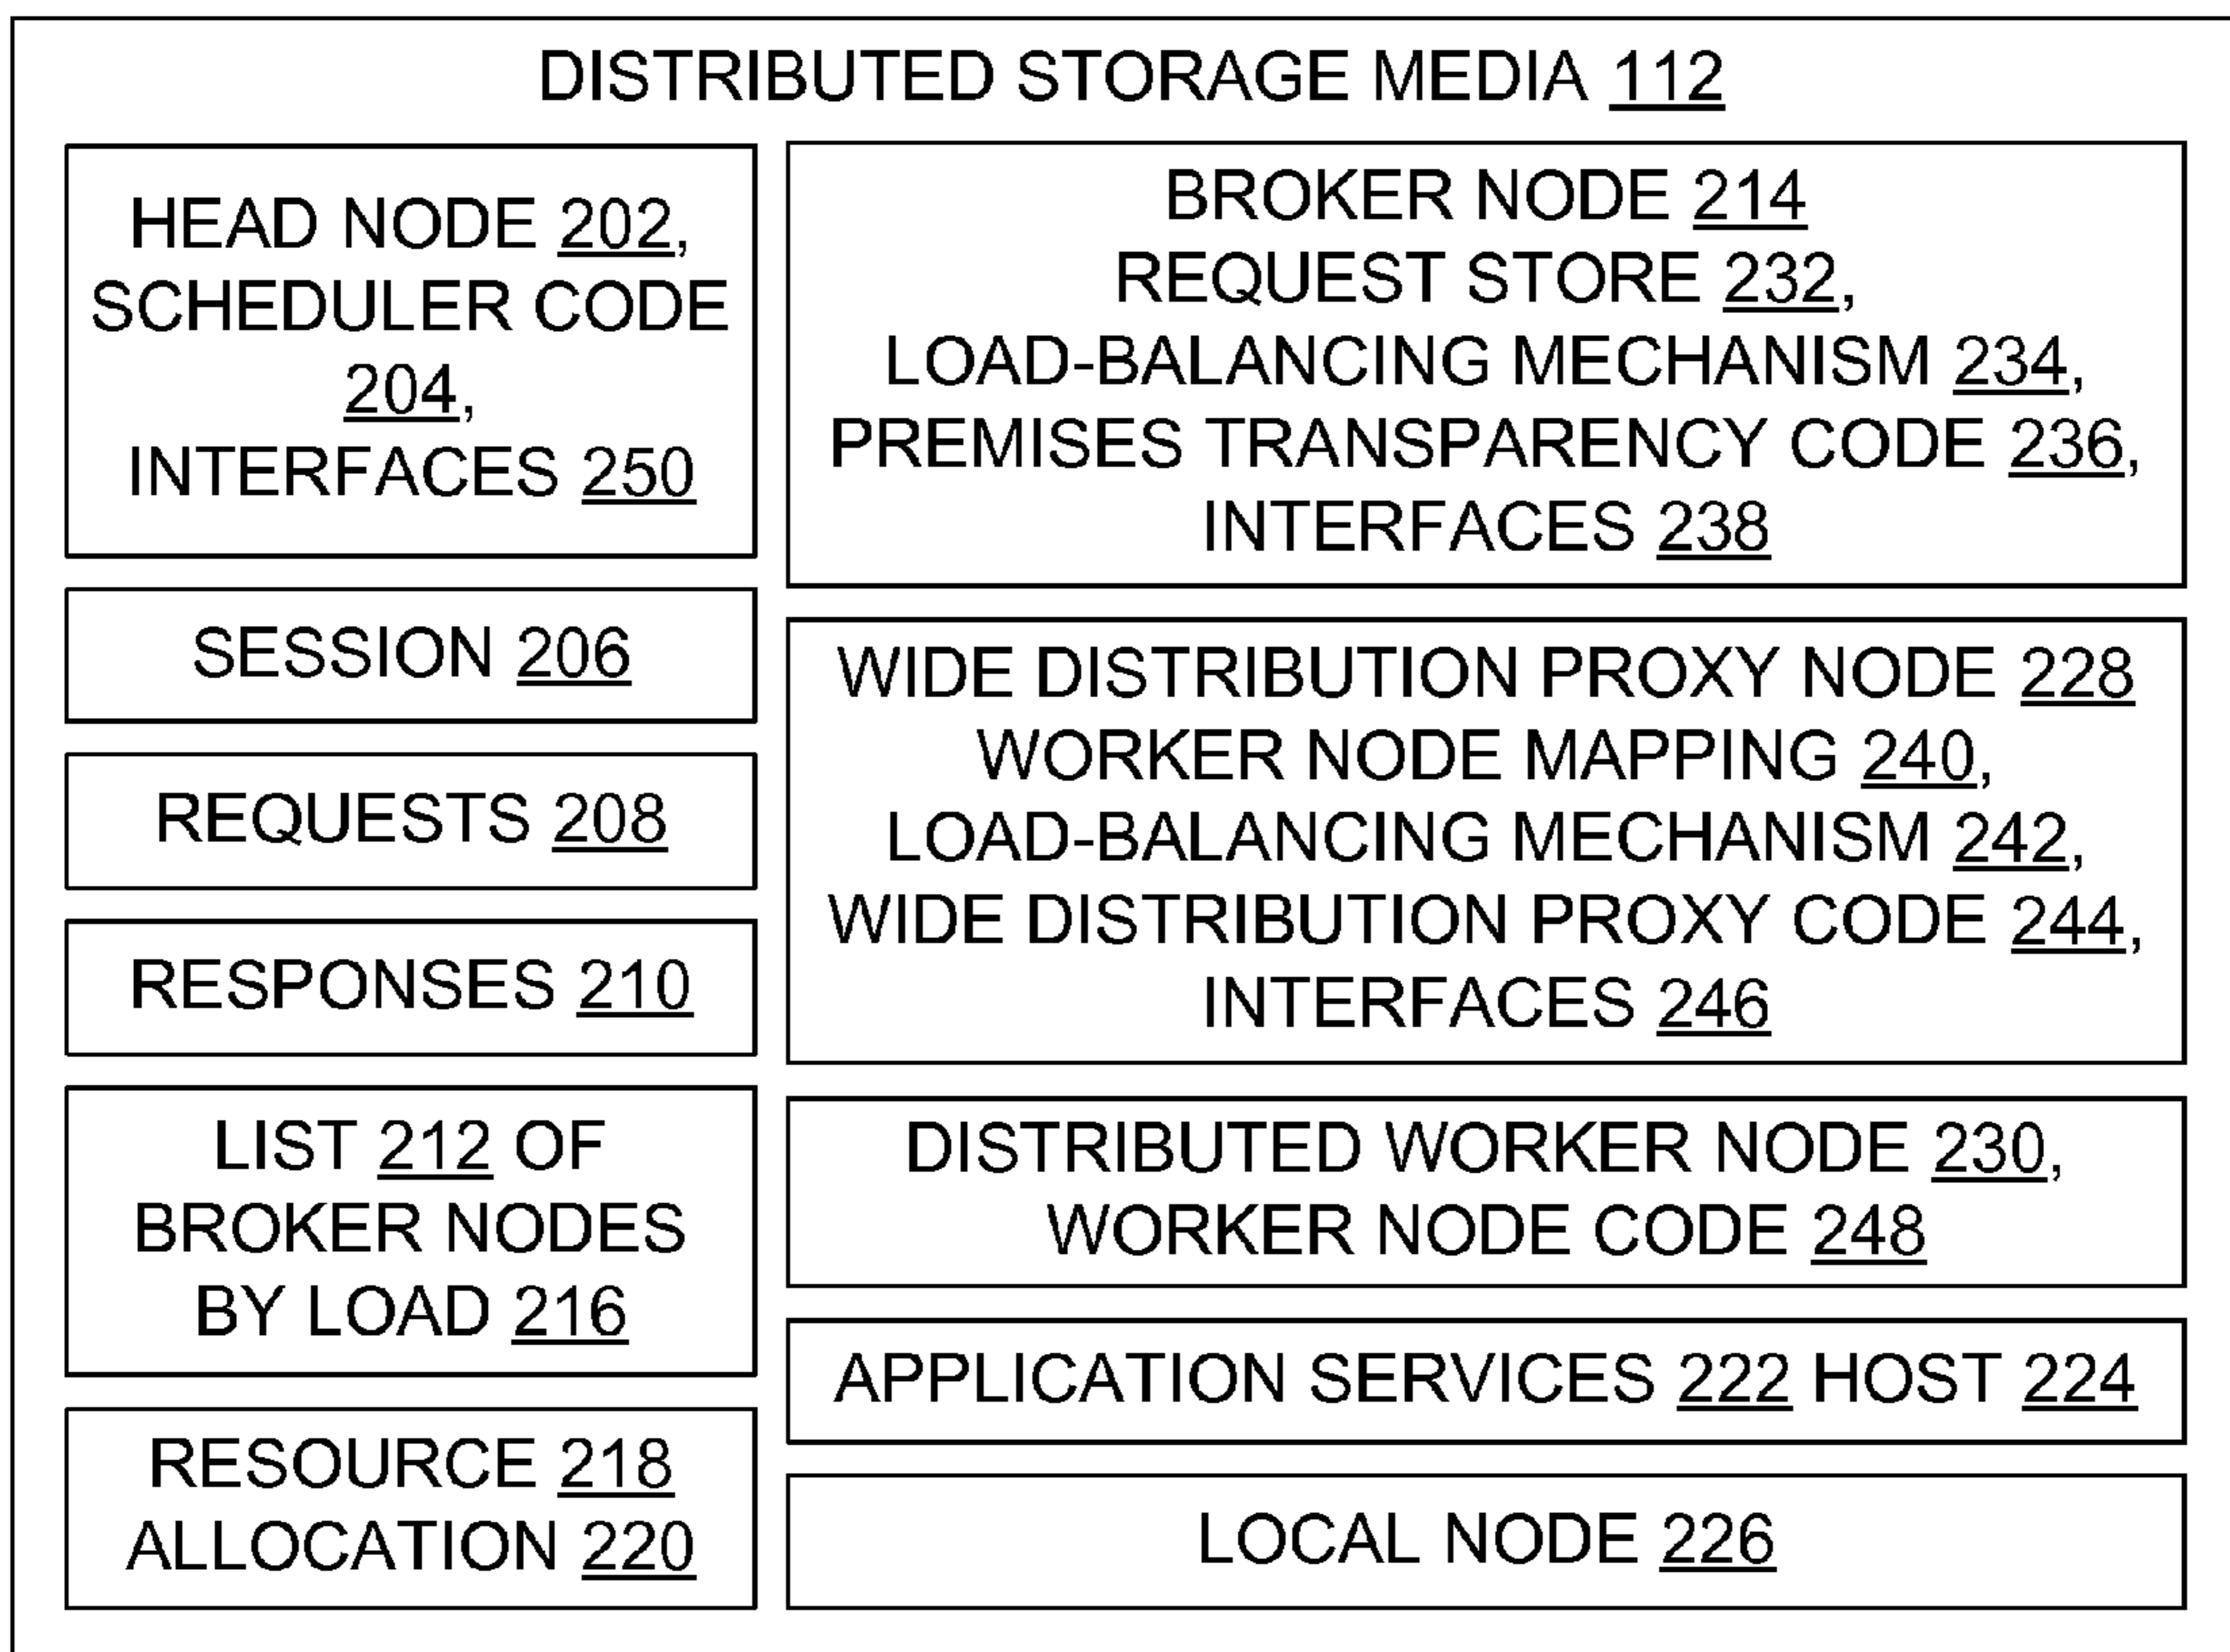 DISTRIBUTED STORAGE MEDIA 112
HEAD NODE 202,
SCHEDULER CODE
204,
INTERFACES 250
SESSION 206
REQUESTS 208
RESPONSES 210
LIST 212 OF
BROKER NODES
BY LOAD 216
RESOURCE 218
ALLOCATION 220
BROKER NODE 214
REQUEST STORE 232,
LOAD-BALANCING MECHANISM 234,
PREMISES TRANSPARENCY CODE 236,
INTERFACES 238
WIDE DISTRIBUTION PROXY NODE 228
WORKER NODE MAPPING 240,
LOAD-BALANCING MECHANISM 242,
WIDE DISTRIBUTION PROXY CODE 244,
INTERFACES 246
DISTRIBUTED WORKER NODE 230,
WORKER NODE CODE 248
APPLICATION SERVICES 222 HOST 224
LOCAL NODE 226